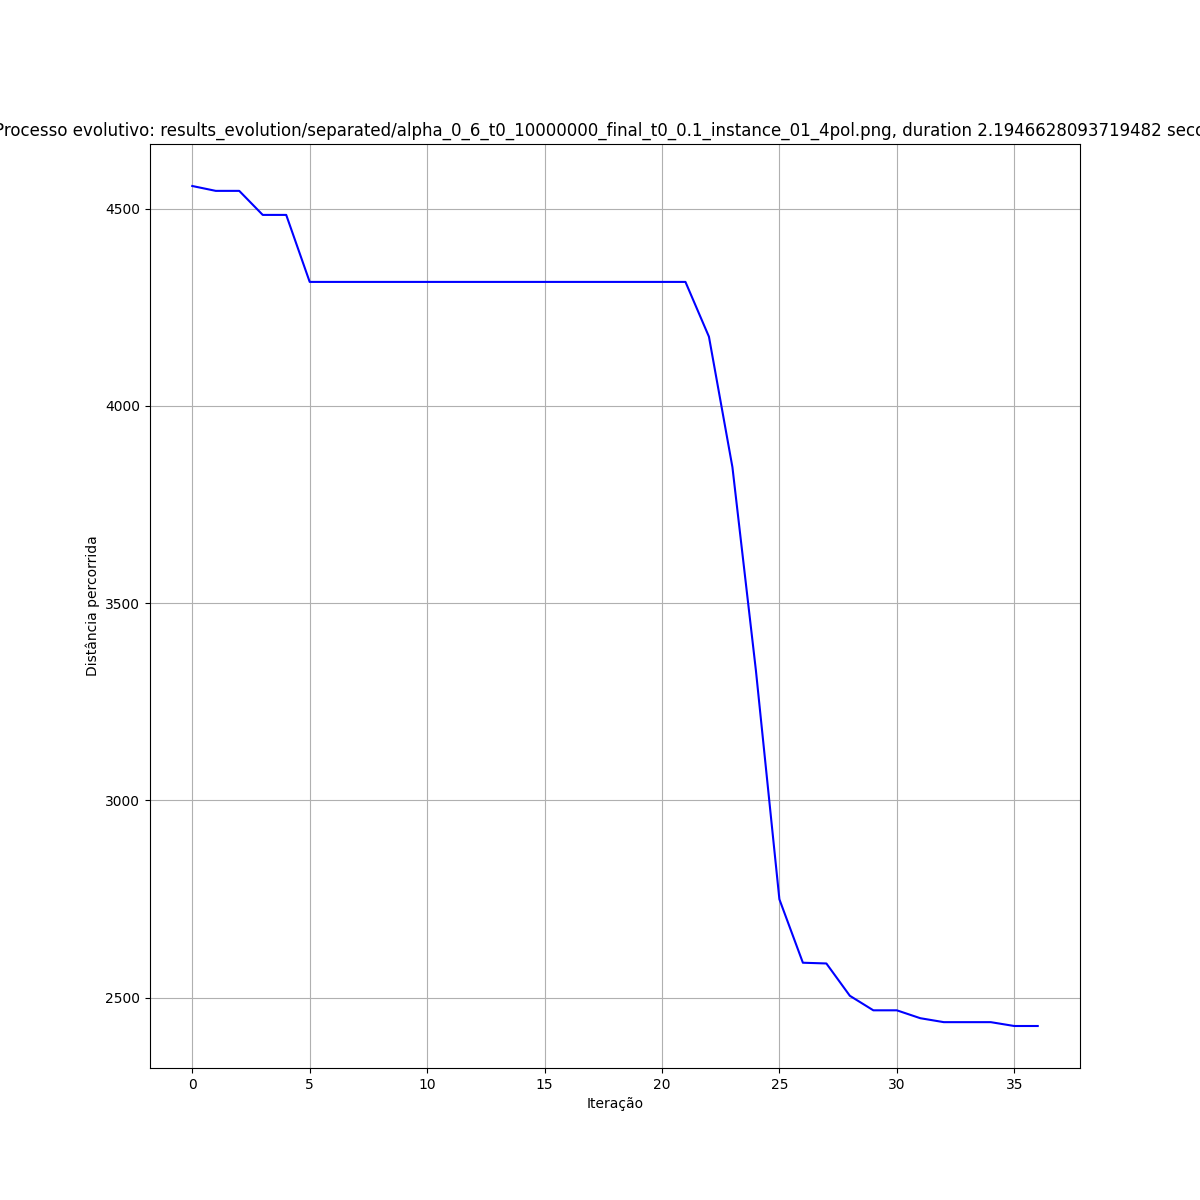 Processo evolutivo: results_evolution/separated/alpha_0_6_t0_10000000_final_t0_0.1_instance_01_4pol.png, duration 2.1946628093719482
4500
4000
3500
3000
2500
Distância percorrida
0 5 10 15 20 25 30 35
Iteração